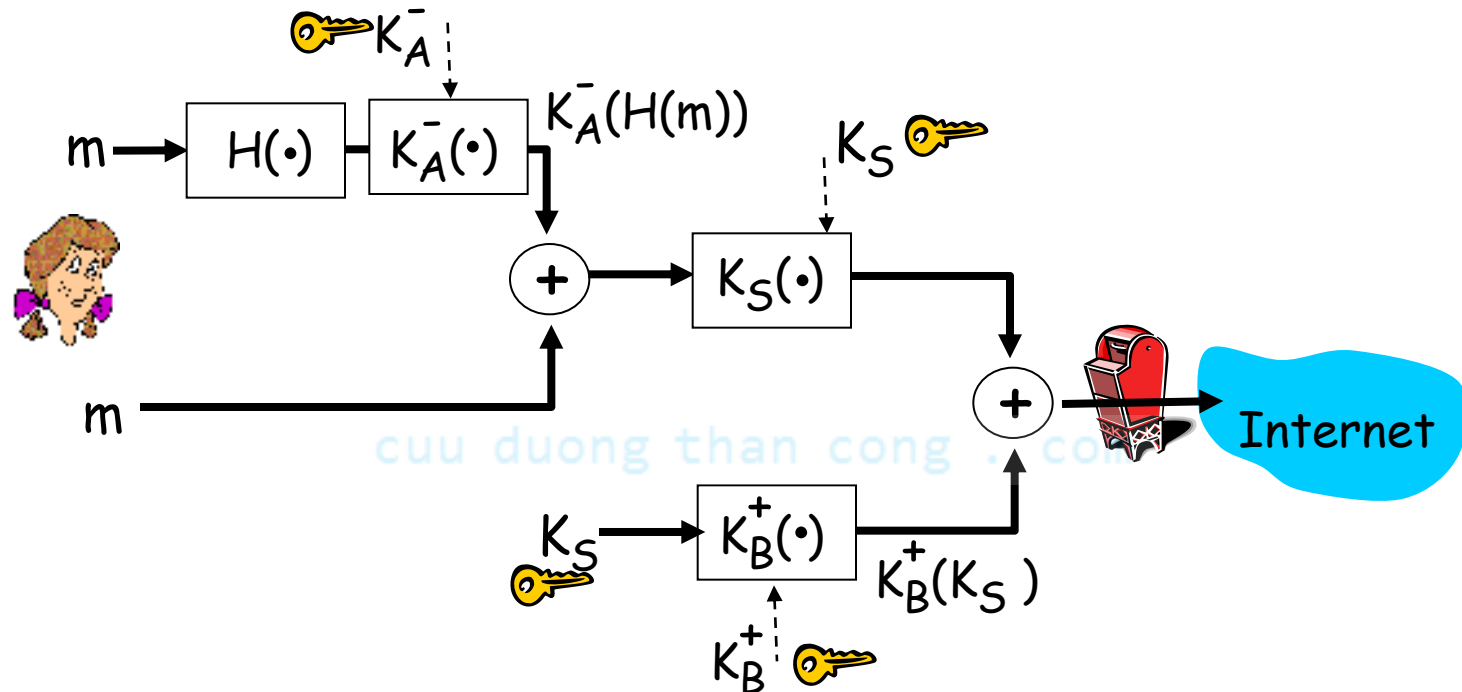 K_A^-
K_A^-(H(m))
m
H(•)
K_A^-(•)
K_S
+
K_S(•)
m
+
Internet
cuu duong than cong . com
K_S
K_B^+(•)
K_B^+(K_S )
K_B^+